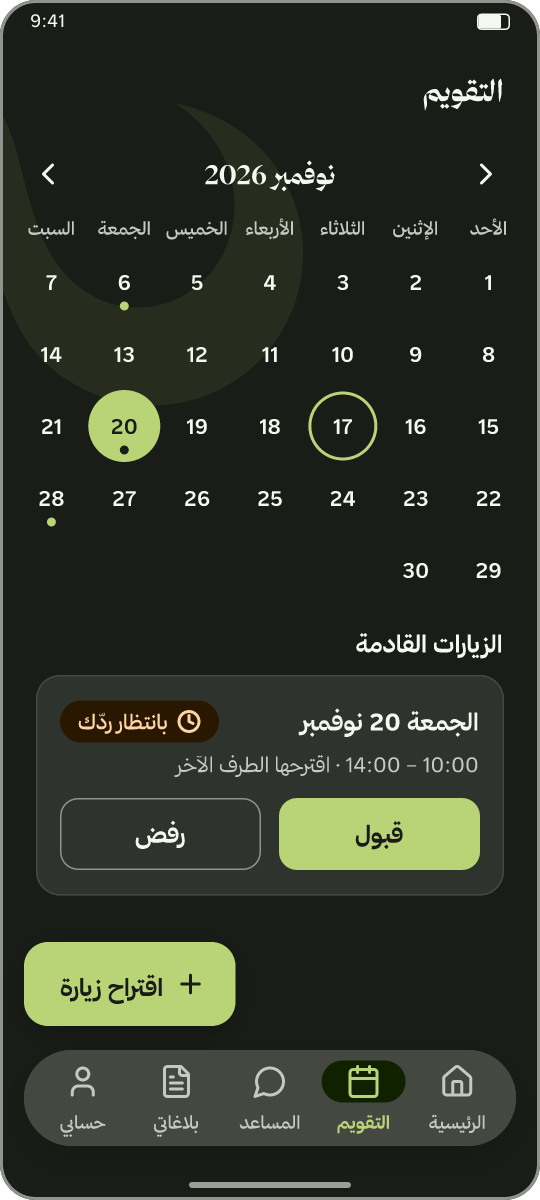 9:41
التقويم
نوفمبر 2026
الأحد الإثنين الثلاثاء الأربعاء الخميس الجمعة السبت
1 2 3 4 5 6 7
8 9 10 11 12 13 14
15 16 17 18 19 20 21
22 23 24 25 26 27 28
29 30
الزيارات القادمة
الجمعة 20 نوفمبر
بانتظار ردّك
10:00 – 14:00 · اقترحها الطرف الآخر
قبول
رفض
اقتراح زيارة
الرئيسية التقويم المساعد بلاغاتي حسابي